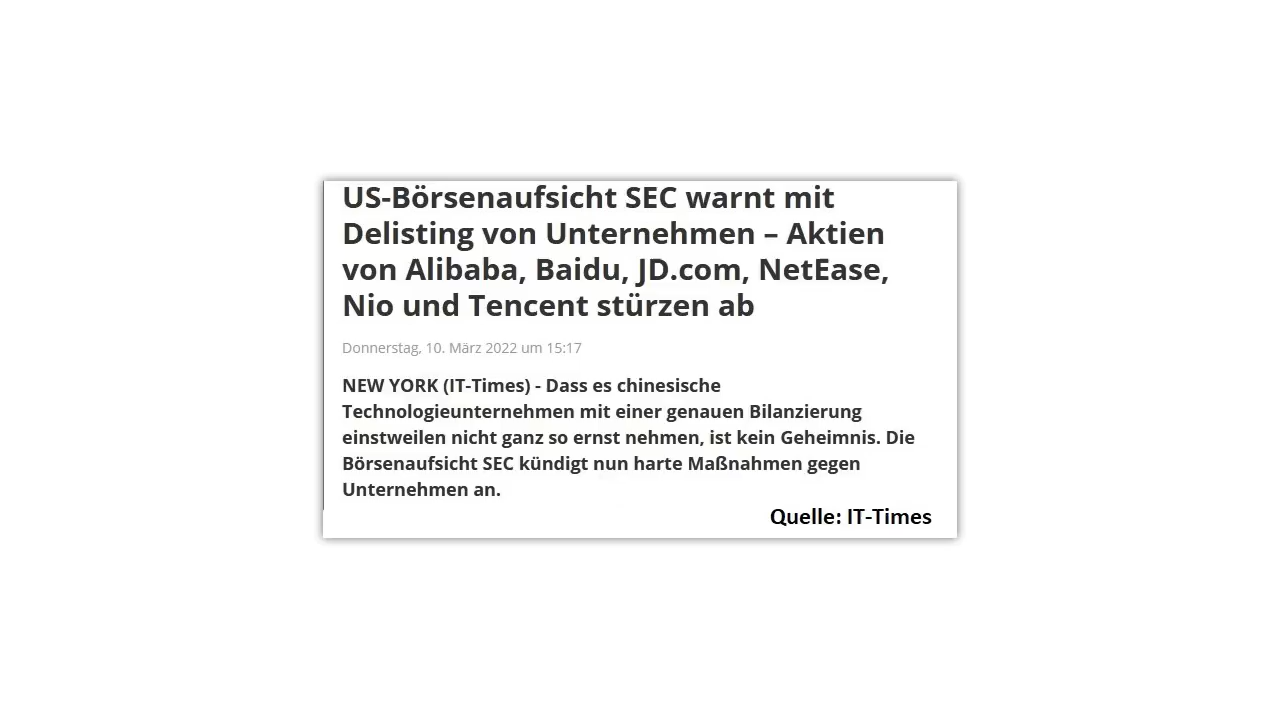 US-Börsenaufsicht SEC warnt mit
Delisting von Unternehmen – Aktien
von Alibaba, Baidu, JD.com, NetEase,
Nio und Tencent stürzen ab
Donnerstag, 10. März 2022 um 15:17
NEW YORK (IT-Times) - Dass es chinesische
Technologieunternehmen mit einer genauen Bilanzierung
einstweilen nicht ganz so ernst nehmen, ist kein Geheimnis. Die
Börsenaufsicht SEC kündigt nun harte Maßnahmen gegen
Unternehmen an.
Quelle: IT-Times